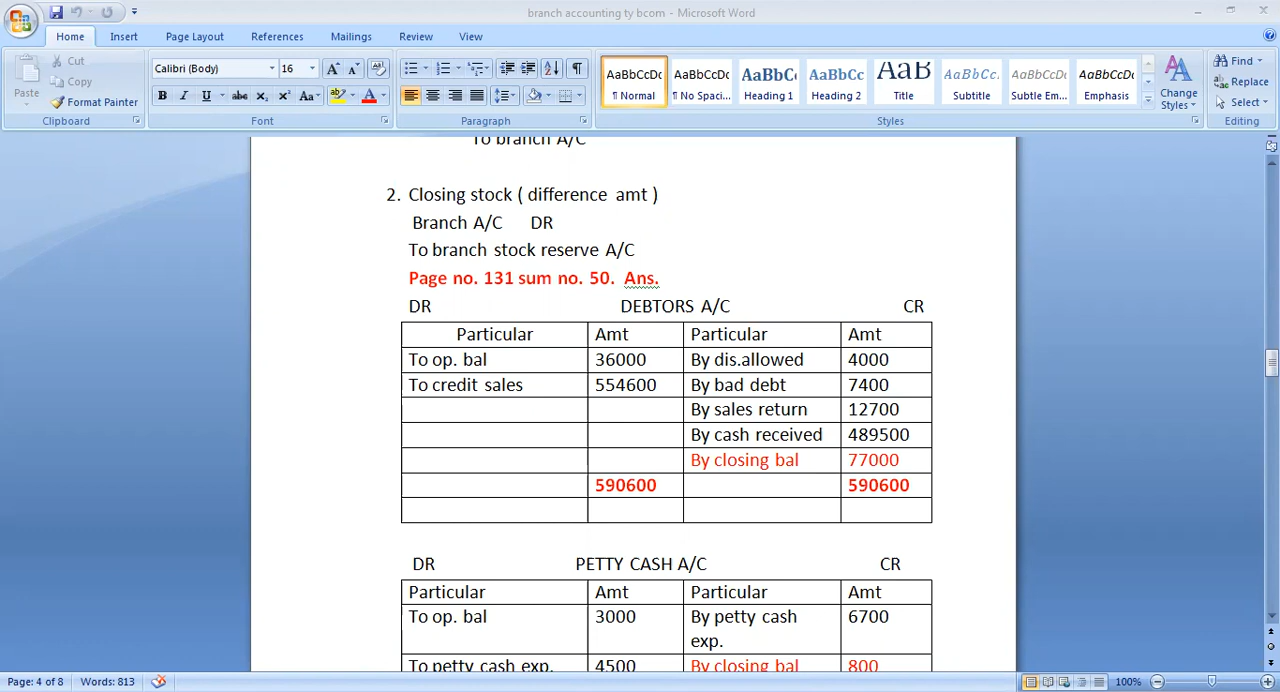 branch accounting ty bcom - Microsoft Word
Home Insert Page Layout References Mailings Review View
Paste Cut Copy Format Painter Clipboard
Calibri (Body) 16 Font
Paragraph
AaBbCcDc ¶ Normal
AaBbCcDc ¶ No Spaci...
AaBbC Heading 1
AaBbCc Heading 2
AaB Title
AaBbCc. Subtitle
AaBbCcDc Subtle Em...
AaBbCcDc Emphasis
Change Styles
Styles
Find Replace Select Editing
To branch A/C
2. Closing stock ( difference amt )
Branch A/C DR
To branch stock reserve A/C
Page no. 131 sum no. 50. Ans.
DR DEBTORS A/C CR
Particular Amt Particular Amt
To op. bal 36000 By dis.allowed 4000
To credit sales 554600 By bad debt 7400
By sales return 12700
By cash received 489500
By closing bal 77000
590600 590600
DR PETTY CASH A/C CR
Particular Amt Particular Amt
To op. bal 3000 By petty cash exp. 6700
To petty cash exp. 4500 By closing bal 800
Page: 4 of 8 Words: 813 100%